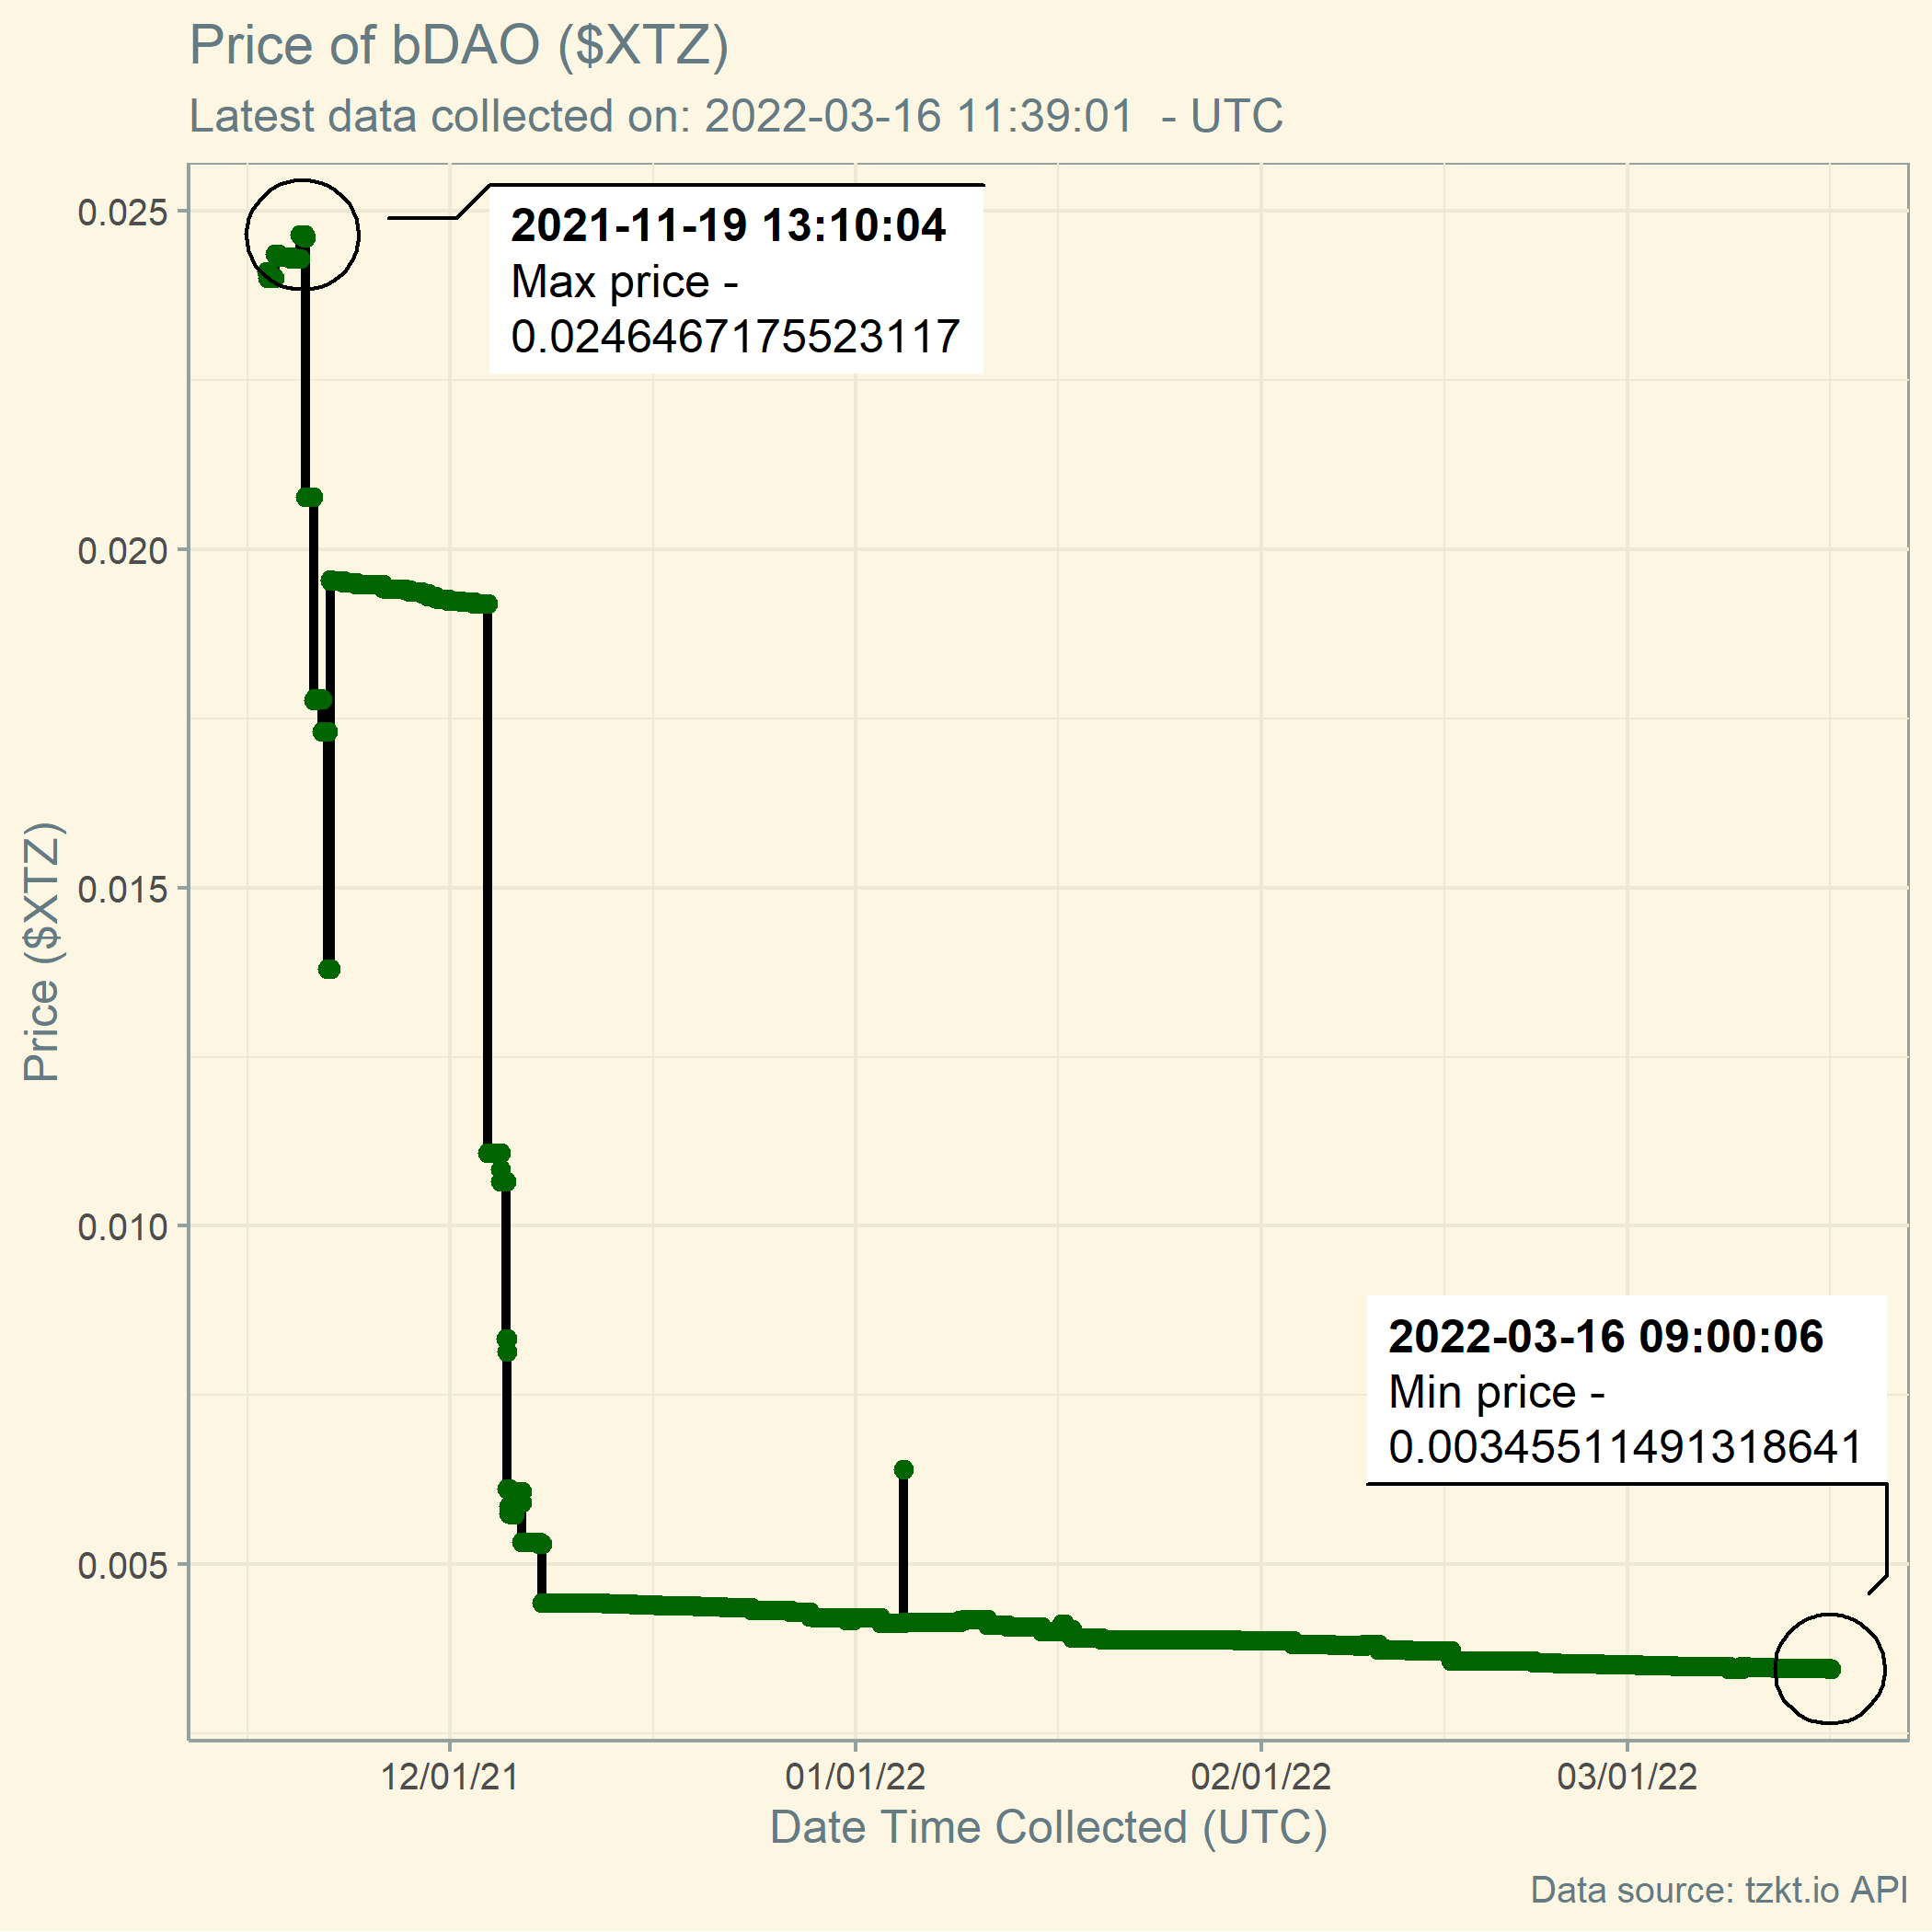 Price of bDAO ($XTZ)
Latest data collected on: 2022-03-16 11:39:01  - UTC
0.025
0.020
0.015
0.010
0.005
Price ($XTZ)
2021-11-19 13:10:04
Max price -
0.0246467175523117
2022-03-16 09:00:06
Min price -
0.00345511491318641
12/01/21
01/01/22
02/01/22
03/01/22
Date Time Collected (UTC)
Data source: tzkt.io API